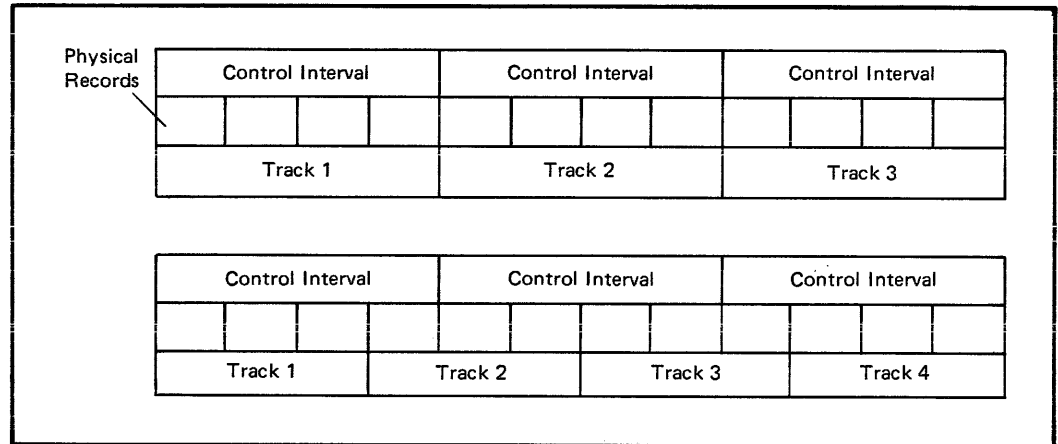 Physical
Records
Control Interval Control Interval Control Interval
Track 1 Track 2 Track 3
Control Interval Control Interval Control Interval
Track 1 Track 2 Track 3 Track 4